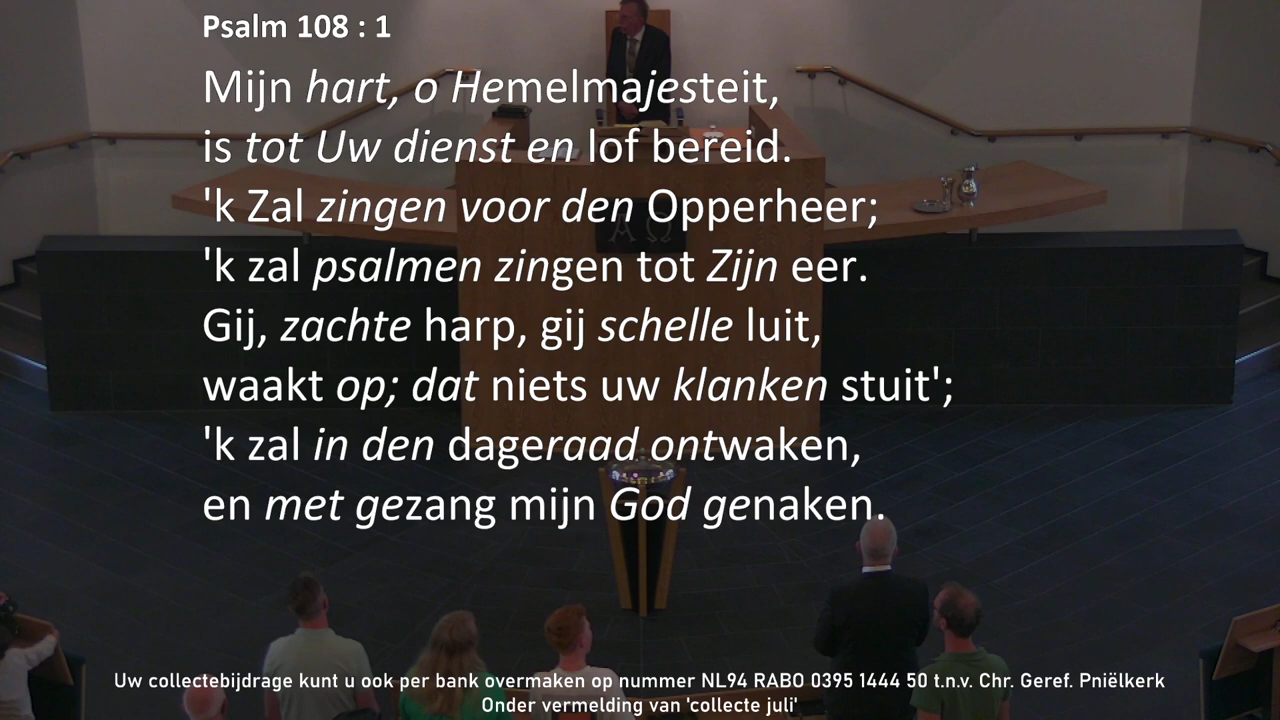 Psalm 108 : 1
Mijn hart, o Hemelmajesteit,
is tot Uw dienst en lof bereid.
'k Zal zingen voor den Opperheer;
'k zal psalmen zingen tot Zijn eer.
Gij, zachte harp, gij schelle luit,
waakt op; dat niets uw klanken stuit';
'k zal in den dageraad ontwaken,
en met gezang mijn God genaken.
Α Ω
Uw collectebijdrage kunt u ook per bank overmaken op nummer NL94 RABO 0395 1444 50 t.n.v. Chr. Geref. Pniëlkerk
Onder vermelding van 'collecte juli'